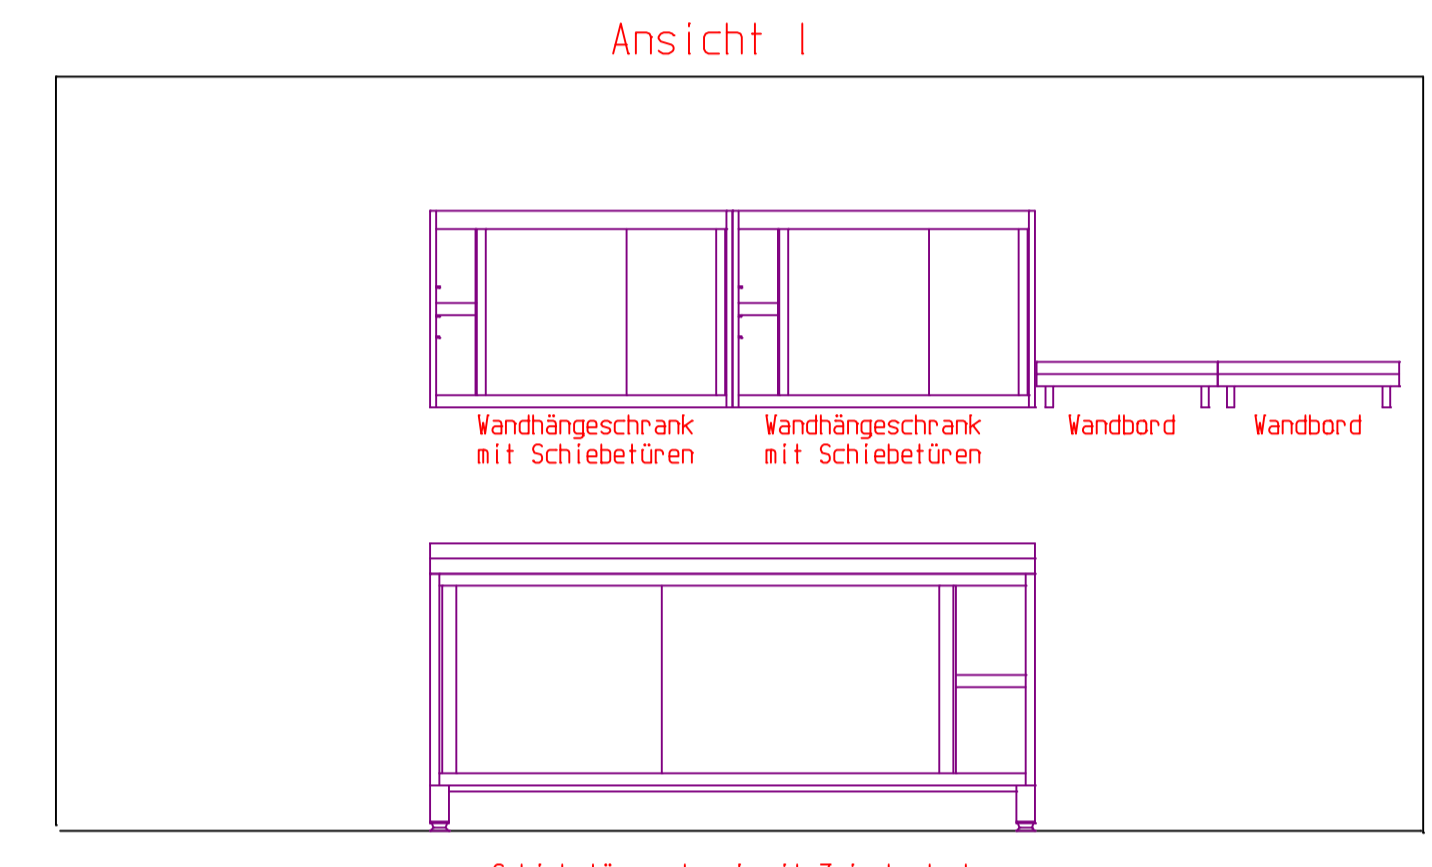 Ansicht I
Wandhängeschrank
mit Schiebetüren
Wandhängeschrank
mit Schiebetüren
Wandbord
Wandbord